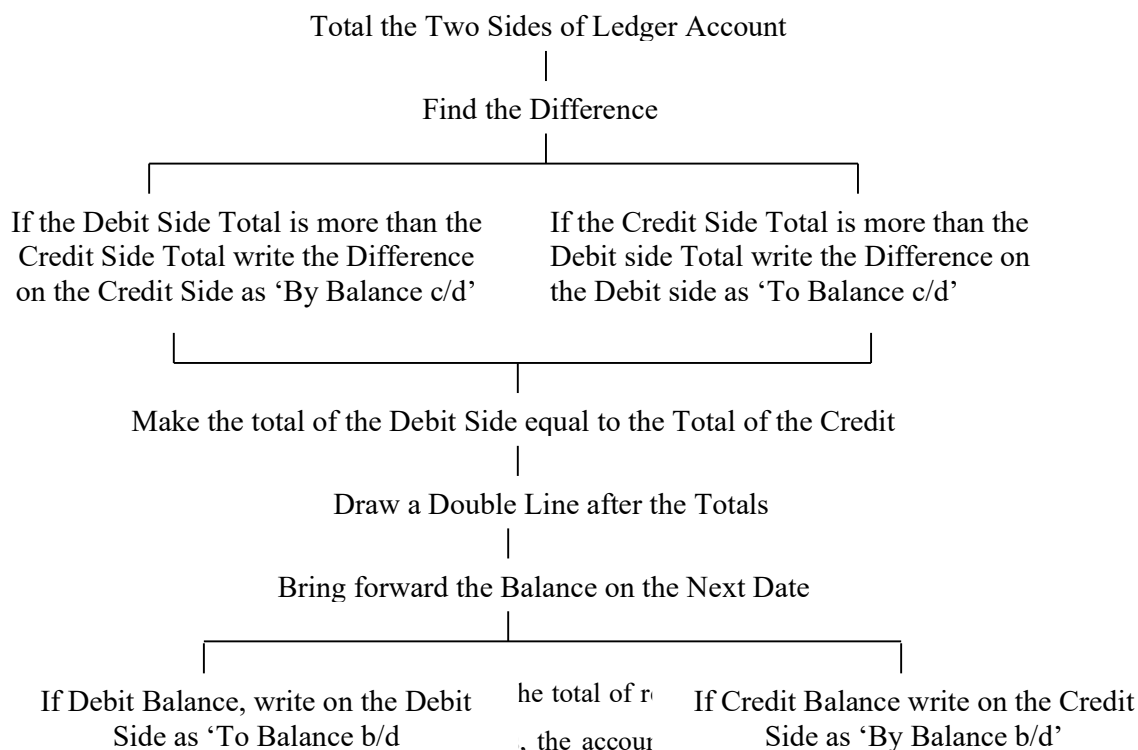 Total the Two Sides of Ledger Account
Find the Difference
If the Debit Side Total is more than the
Credit Side Total write the Difference
on the Credit Side as ‘By Balance c/d’
If the Credit Side Total is more than the
Debit side Total write the Difference on
the Debit side as ‘To Balance c/d’
Make the total of the Debit Side equal to the Total of the Credit
Draw a Double Line after the Totals
Bring forward the Balance on the Next Date
If Debit Balance, write on the Debit
Side as ‘To Balance b/d
he total of
, the accoun
If Credit Balance write on the Credit
Side as ‘By Balance b/d’